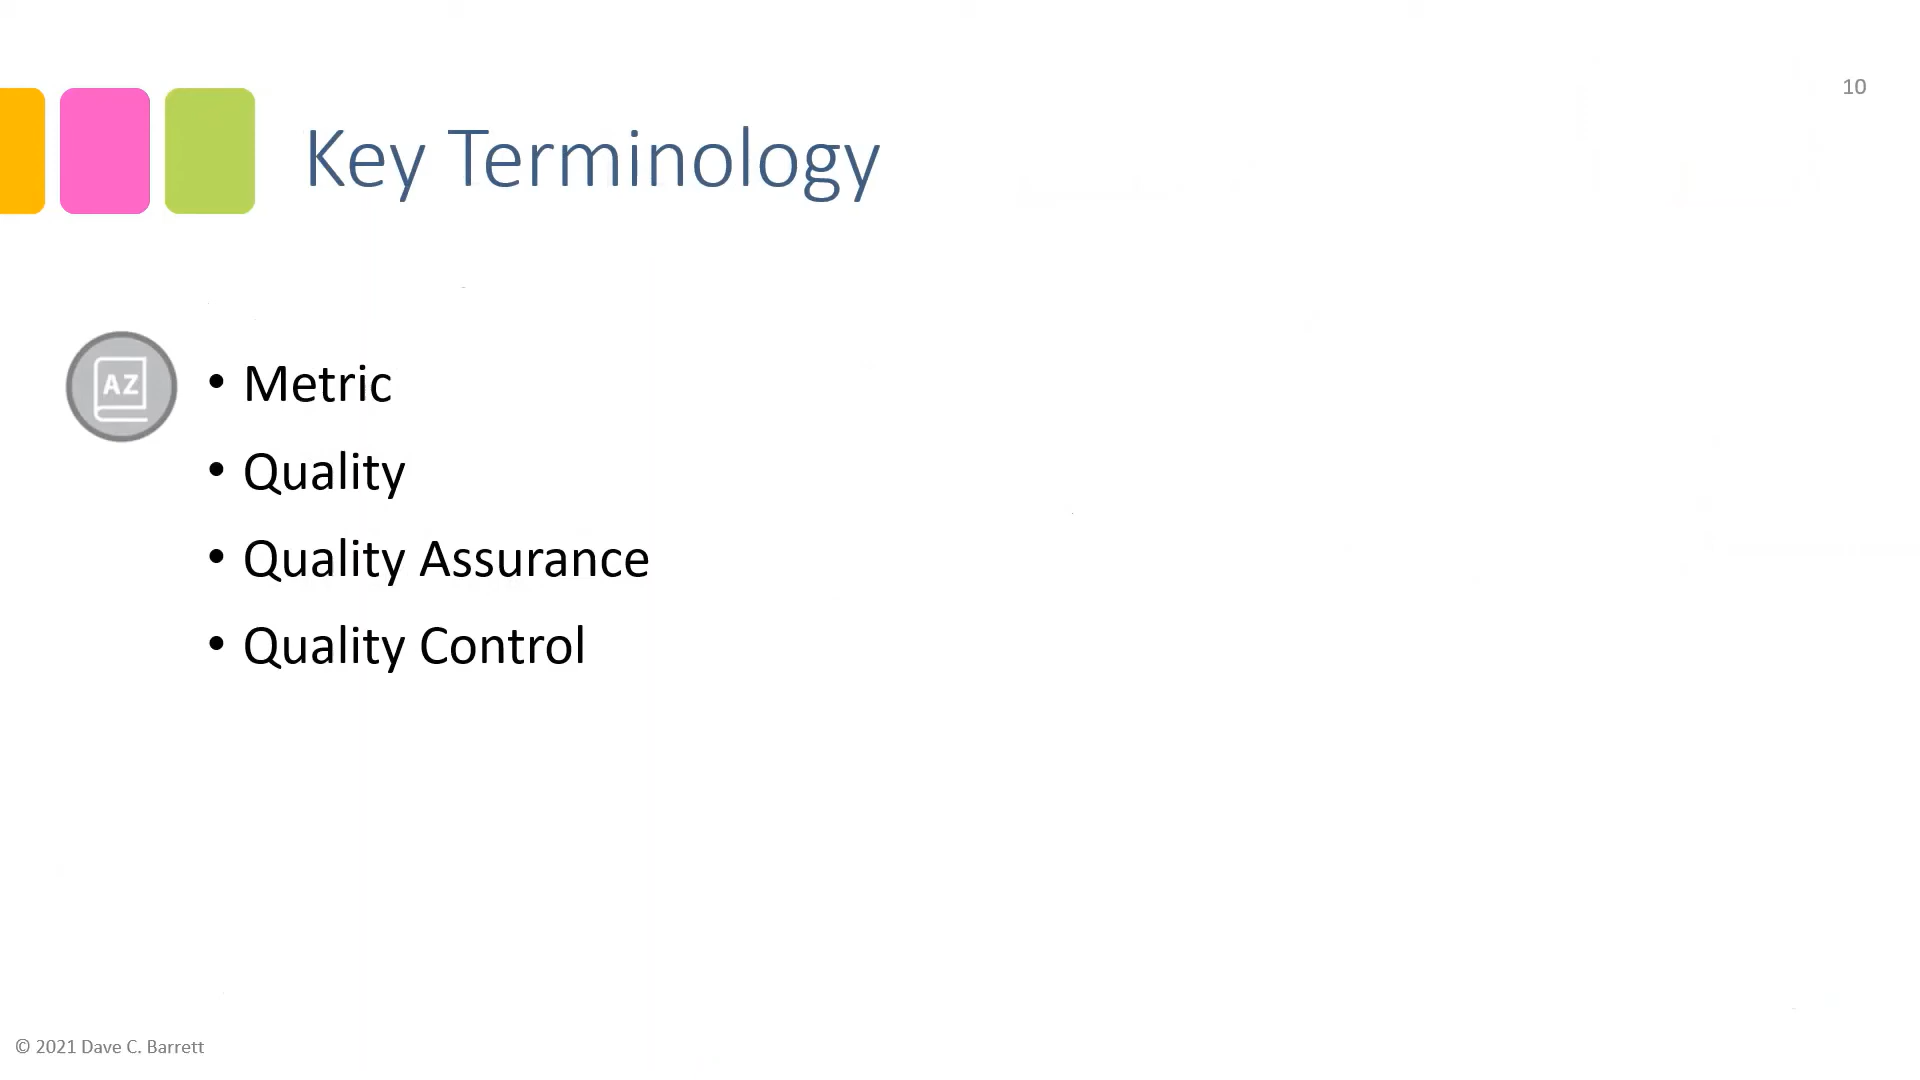 10
Key Terminology
AZ
• Metric
• Quality
• Quality Assurance
• Quality Control
© 2021 Dave C. Barrett